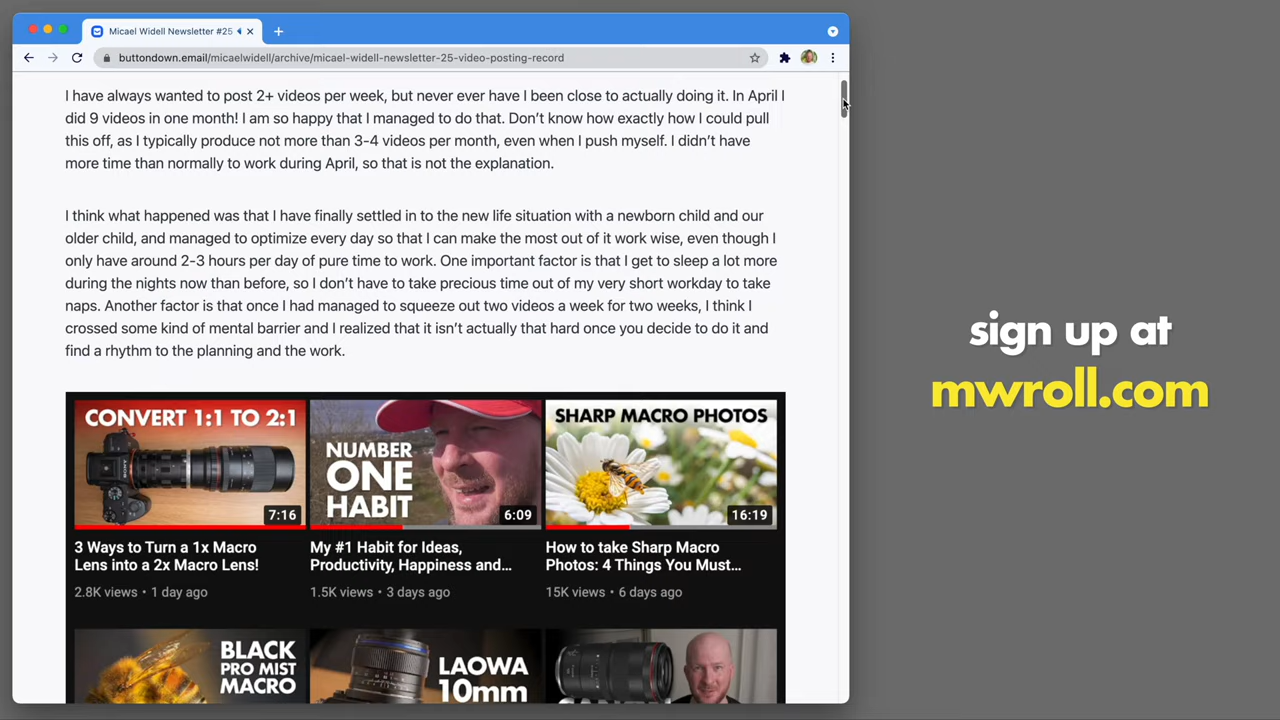 Micael Widell Newsletter #25
buttondown.email/micaelwidell/archive/micael-widell-newsletter-25-video-posting-record
I have always wanted to post 2+ videos per week, but never ever have I been close to actually doing it. In April I
did 9 videos in one month! I am so happy that I managed to do that. Don’t know how exactly how I could pull
this off, as I typically produce not more than 3-4 videos per month, even when I push myself. I didn’t have
more time than normally to work during April, so that is not the explanation.
I think what happened was that I have finally settled in to the new life situation with a newborn child and our
older child, and managed to optimize every day so that I can make the most out of it work wise, even though I
only have around 2-3 hours per day of pure time to work. One important factor is that I get to sleep a lot more
during the nights now than before, so I don’t have to take precious time out of my very short workday to take
naps. Another factor is that once I had managed to squeeze out two videos a week for two weeks, I think I
crossed some kind of mental barrier and I realized that it isn’t actually that hard once you decide to do it and
find a rhythm to the planning and the work.
sign up at
mwroll.com
CONVERT 1:1 TO 2:1
7:16
NUMBER
ONE
HABIT
6:09
SHARP MACRO PHOTOS
16:19
3 Ways to Turn a 1x Macro
Lens into a 2x Macro Lens!
2.8K views • 1 day ago
My #1 Habit for Ideas,
Productivity, Happiness and...
1.5K views • 3 days ago
How to take Sharp Macro
Photos: 4 Things You Must...
15K views • 6 days ago
BLACK
PRO MIST
MACRO
LAOWA
10mm